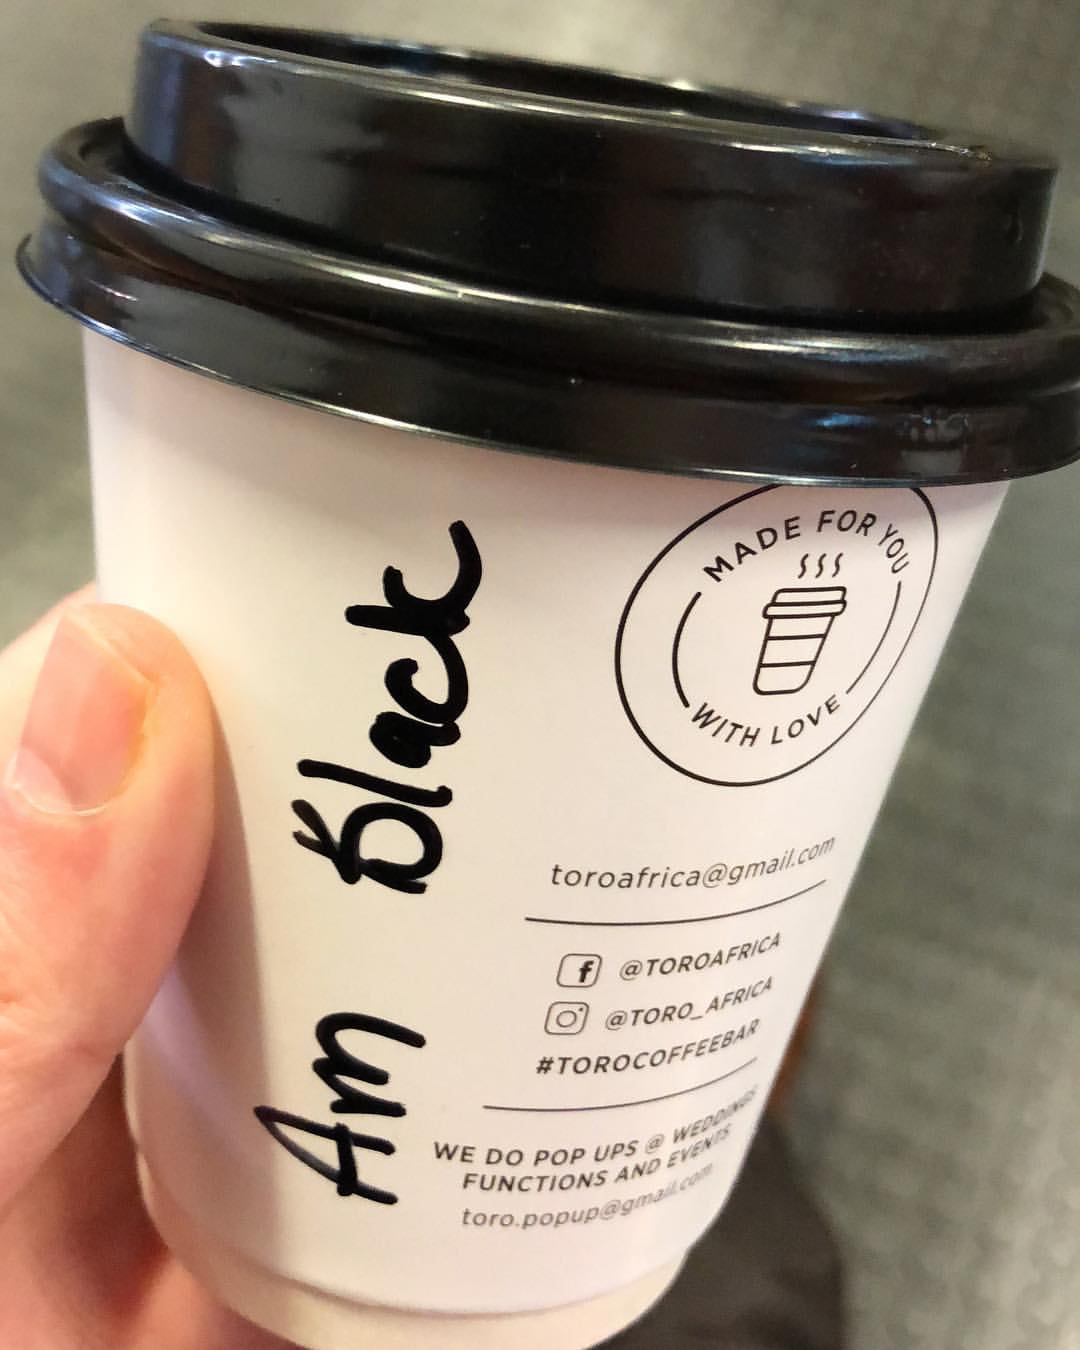 Am Black
MADE FOR YOU
WITH LOVE
toroafrica@gmail.com
f @TOROAFRICA
@TORO_AFRICA
#TOROCOFFEEBAR
WE DO POP UPS @ WEDDINGS
FUNCTIONS AND EVENTS
toro.popup@gmail.com